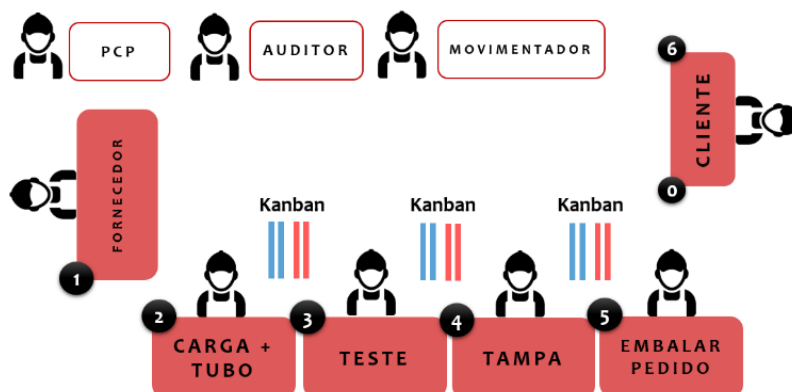 PCP
AUDITOR
MOVIMENTADOR
6
CLIENTE
0
FORNECEDOR
1
Kanban
Kanban
Kanban
2
CARGA +
TUBO
3
TESTE
4
TAMPA
5
EMBALAR
PEDIDO